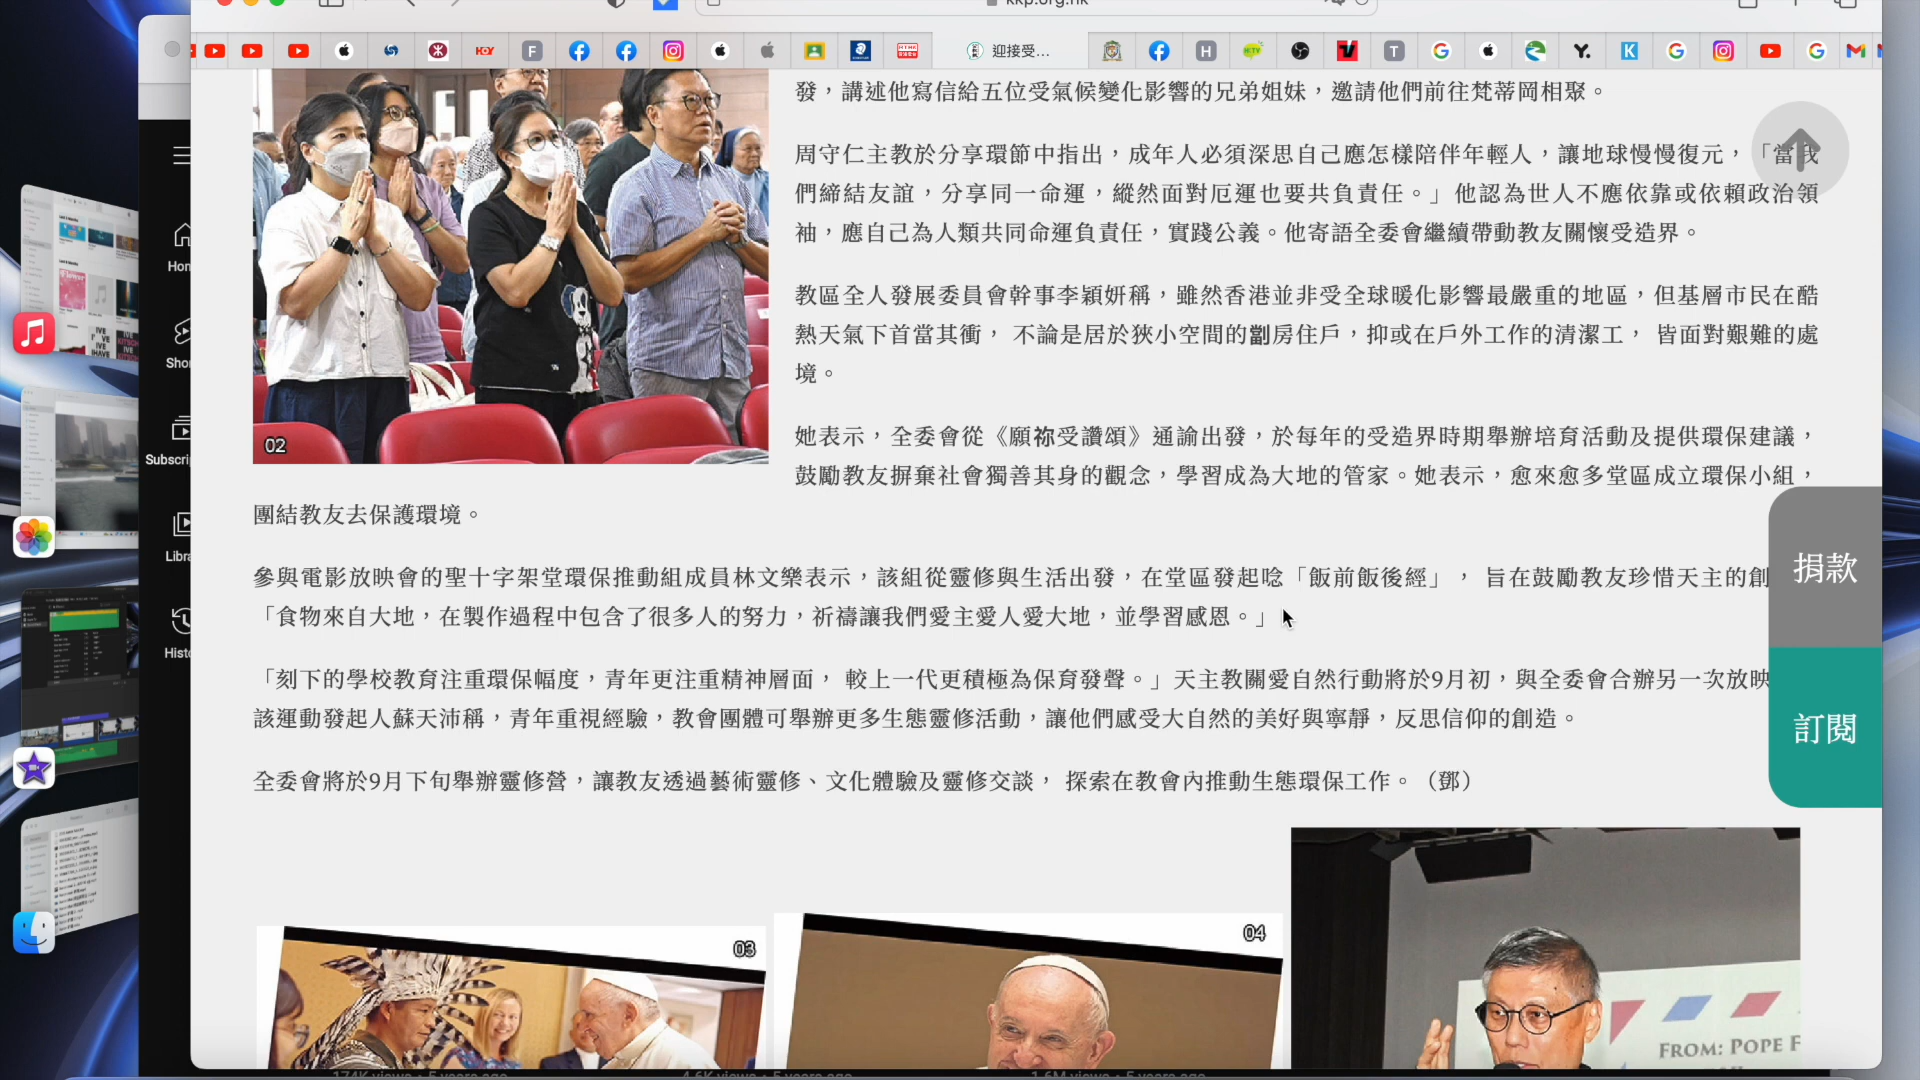 kkp.org.hk
HOY
F
迎接受...
H
T
Y.
K
發，講述他寫信給五位受氣候變化影響的兄弟姐妹，邀請他們前往梵蒂岡相聚。
周守仁主教於分享環節中指出，成年人必須深思自己應怎樣陪伴年輕人，讓地球慢慢復元，「當我
們締結友誼，分享同一命運，縱然面對厄運也要共負責任。」他認為世人不應依靠或依賴政治領
袖，應自己為人類共同命運負責任，實踐公義。他寄語全委會繼續帶動教友關懷受造界。
教區全人發展委員會幹事李穎妍稱，雖然香港並非受全球暖化影響最嚴重的地區，但基層市民在酷
熱天氣下首當其衝， 不論是居於狹小空間的劏房住戶，抑或在戶外工作的清潔工， 皆面對艱難的處
境。
她表示，全委會從《願祢受讚頌》通諭出發，於每年的受造界時期舉辦培育活動及提供環保建議，
鼓勵教友摒棄社會獨善其身的觀念，學習成為大地的管家。她表示，愈來愈多堂區成立環保小組，
團結教友去保護環境。
參與電影放映會的聖十字架堂環保推動組成員林文樂表示，該組從靈修與生活出發，在堂區發起唸「飯前飯後經」， 旨在鼓勵教友珍惜天主的創
「食物來自大地，在製作過程中包含了很多人的努力，祈禱讓我們愛主愛人愛大地，並學習感恩。」
「刻下的學校教育注重環保幅度，青年更注重精神層面， 較上一代更積極為保育發聲。」天主教關愛自然行動將於9月初，與全委會合辦另一次放映
該運動發起人蘇天沛稱，青年重視經驗，教會團體可舉辦更多生態靈修活動，讓他們感受大自然的美好與寧靜，反思信仰的創造。
全委會將於9月下旬舉辦靈修營，讓教友透過藝術靈修、文化體驗及靈修交談， 探索在教會內推動生態環保工作。（鄧）
02
捐款
訂閱
03
04
FROM: POPE F
Hon
Sho
Subscri
Libra
Histo
174K views • 5 years ago
4.6K views • 5 years ago
1.6M views • 5 years ago